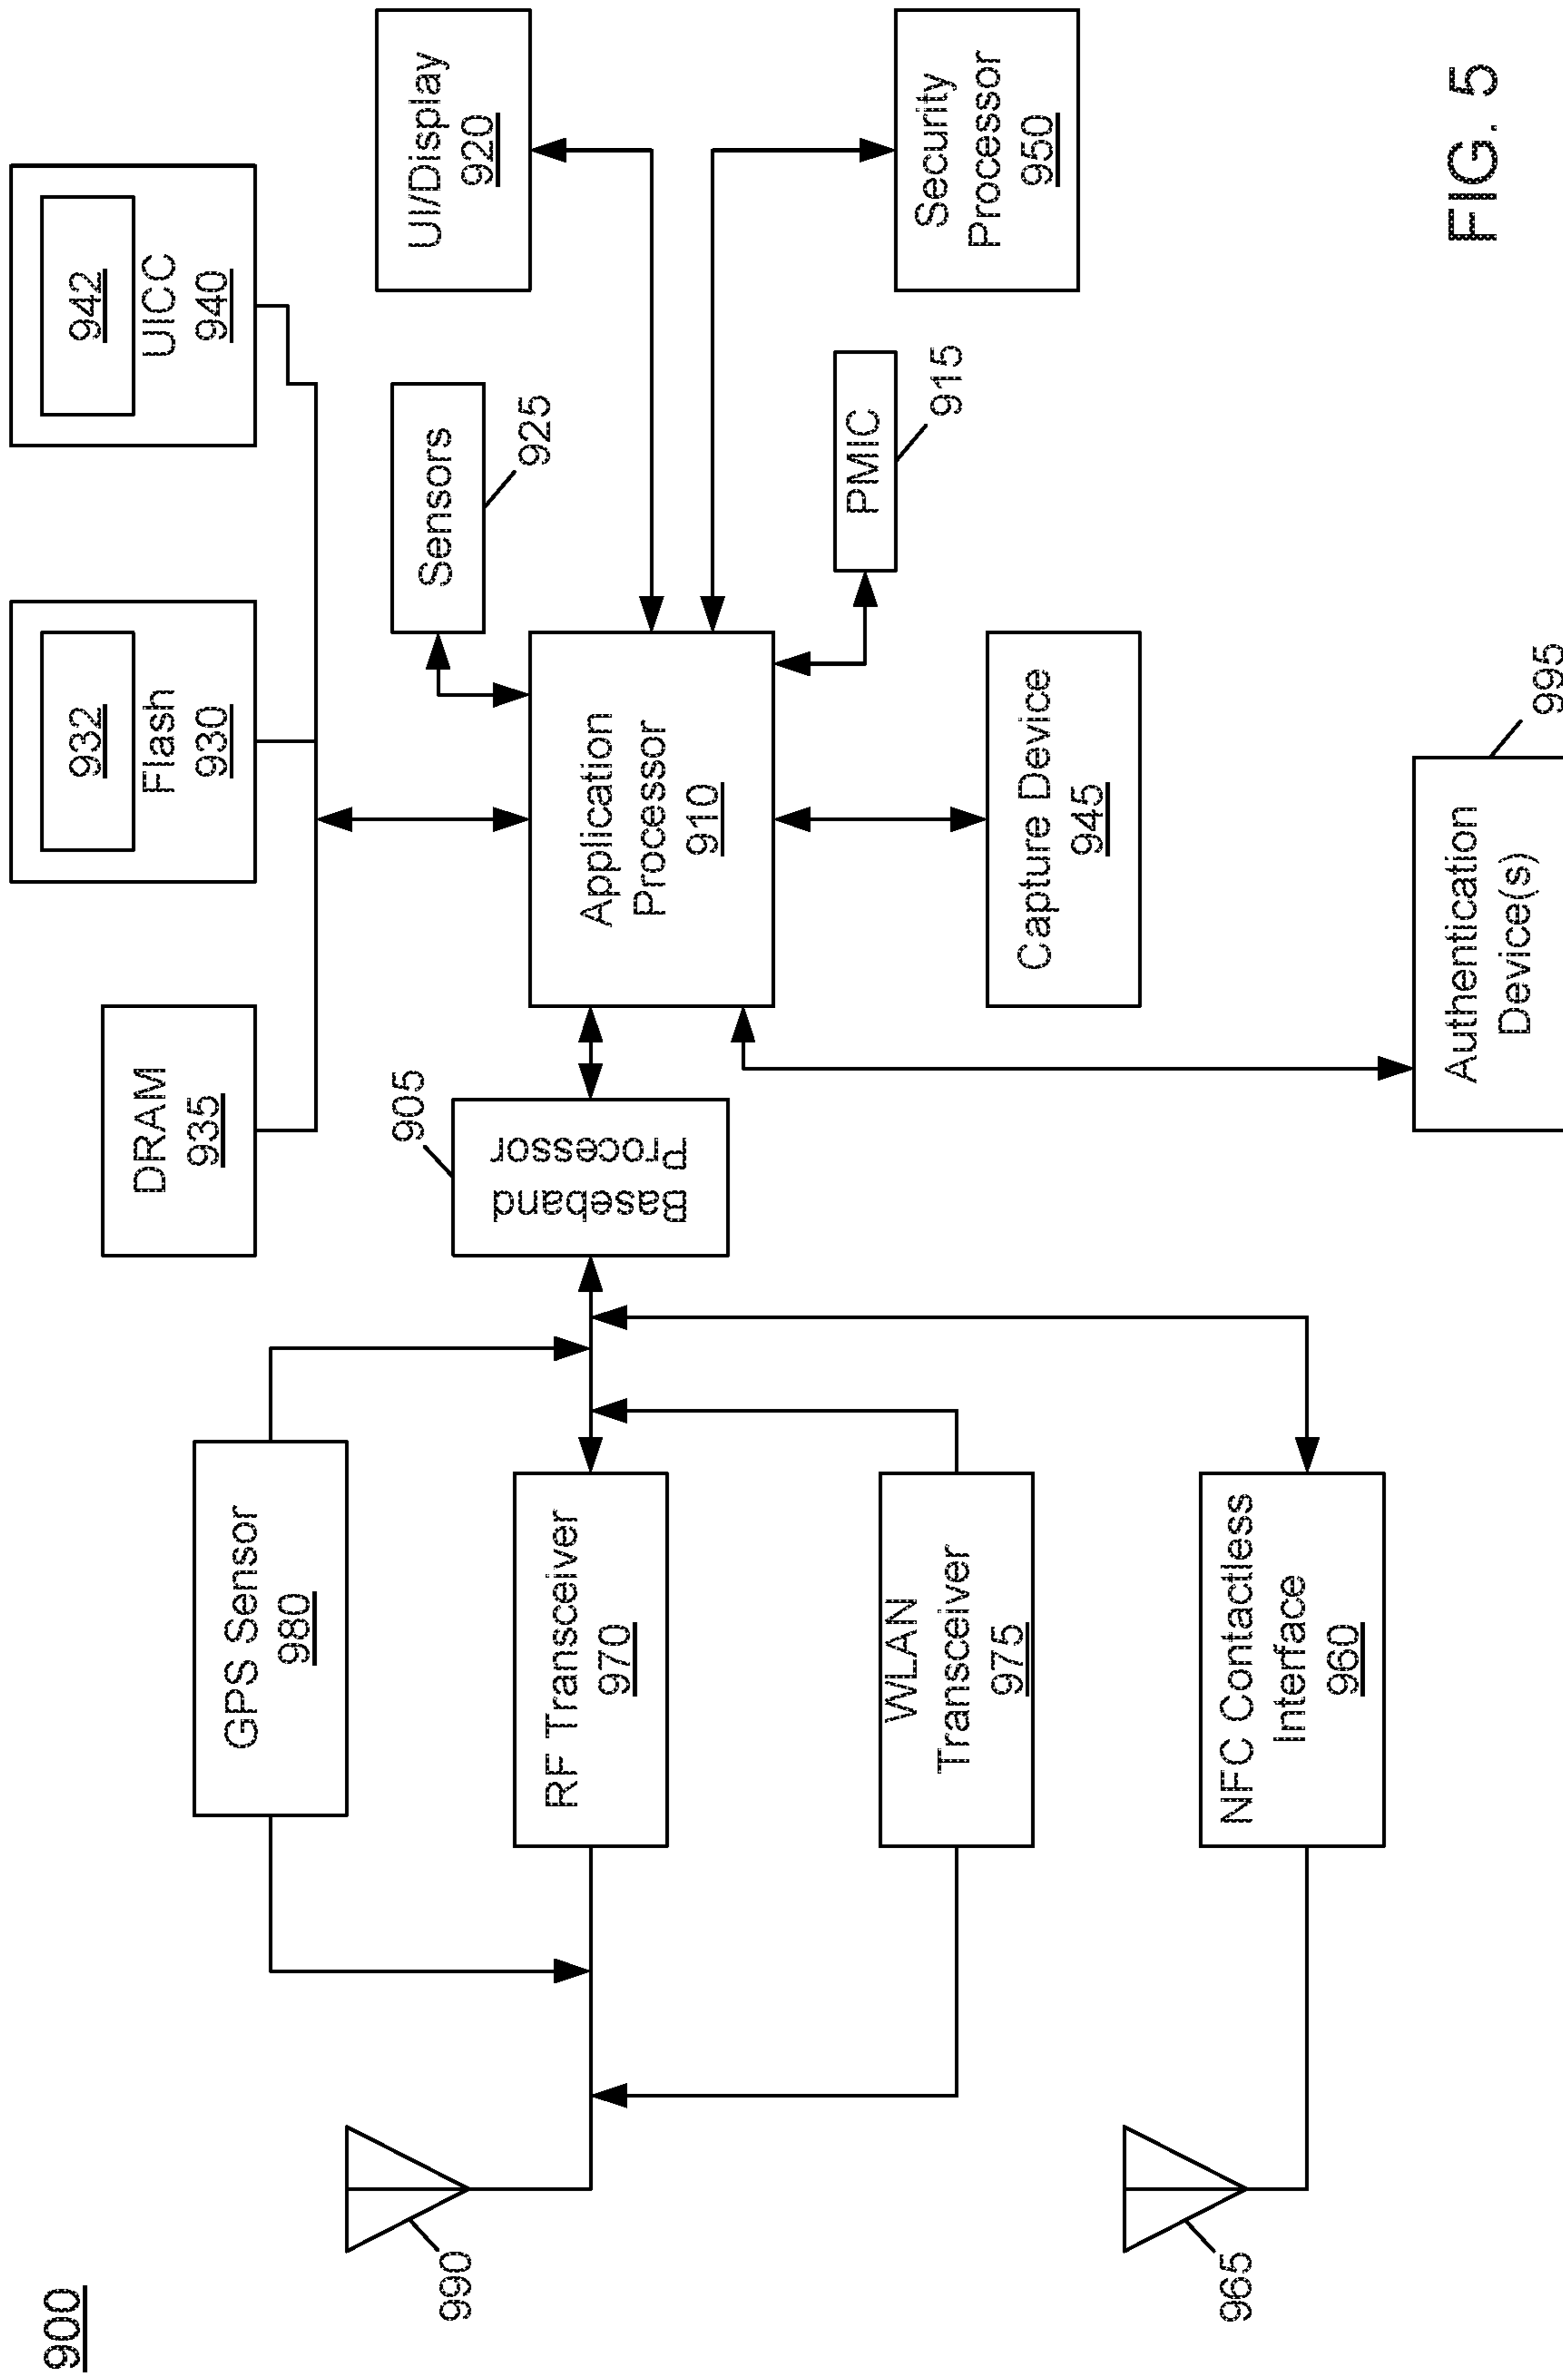 900
DRAM
935
932
Flash
930
942
UICC
940
990
GPS Sensor
980
905
Baseband
Processor
Sensors
925
UI/Display
920
RF Transceiver
970
Application
Processor
910
WLAN
Transceiver
975
PMIC
915
Security
Processor
950
Capture Device
945
965
NFC Contactless
Interface
960
Authentication
Device(s)
995
FIG. 5